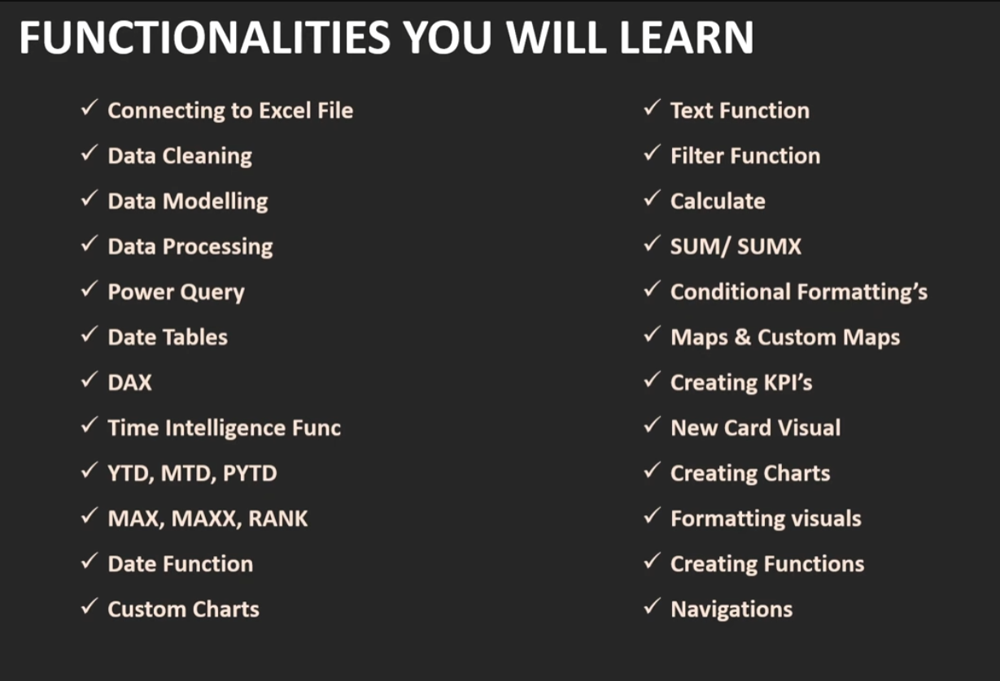 FUNCTIONALITIES YOU WILL LEARN
✓ Connecting to Excel File
✓ Data Cleaning
✓ Data Modelling
✓ Data Processing
✓ Power Query
✓ Date Tables
✓ DAX
✓ Time Intelligence Func
✓ YTD, MTD, PYTD
✓ MAX, MAXX, RANK
✓ Date Function
✓ Custom Charts
✓ Text Function
✓ Filter Function
✓ Calculate
✓ SUM/ SUMX
✓ Conditional Formatting’s
✓ Maps & Custom Maps
✓ Creating KPI’s
✓ New Card Visual
✓ Creating Charts
✓ Formatting visuals
✓ Creating Functions
✓ Navigations